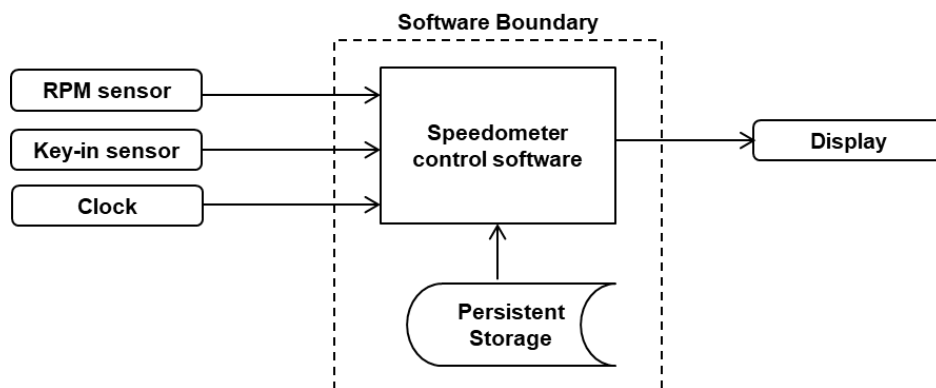 Software Boundary
RPM sensor
Key-in sensor
Clock
Speedometer
control software
Display
Persistent
Storage